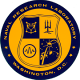 NAVAL RESEARCH LABORATORY
WASHINGTON, D.C.